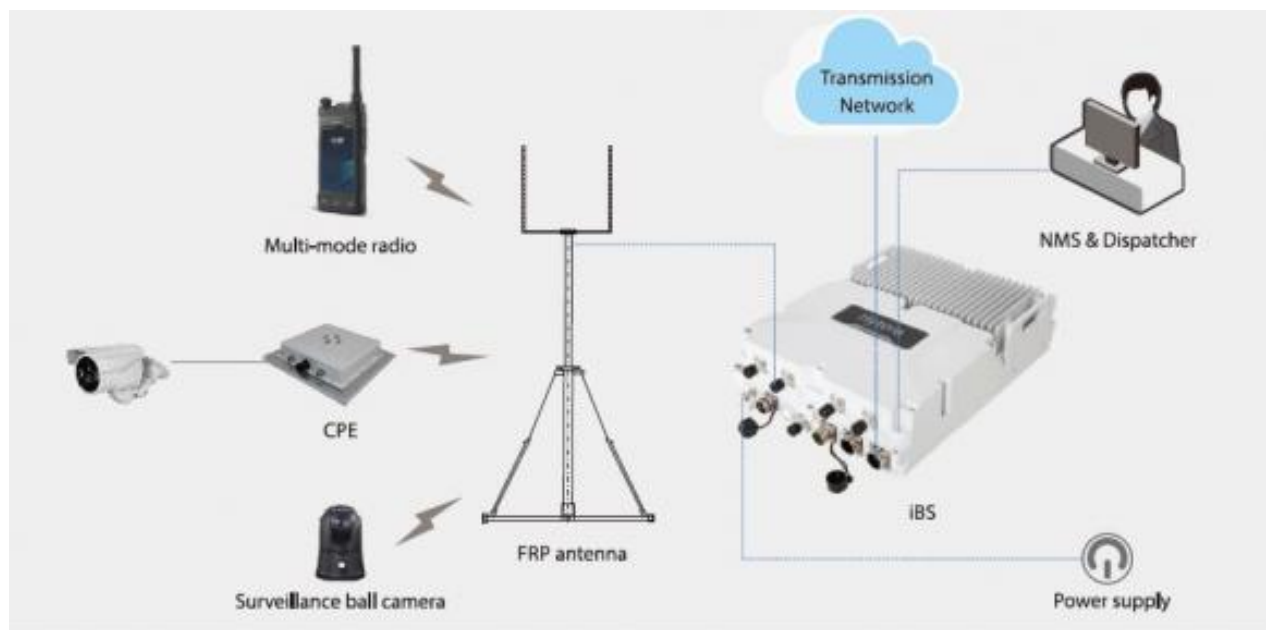 Transmission
Network
Multi-mode radio
NMS & Dispatcher
CPE
iBS
FRP antenna
Surveillance ball camera
Power supply